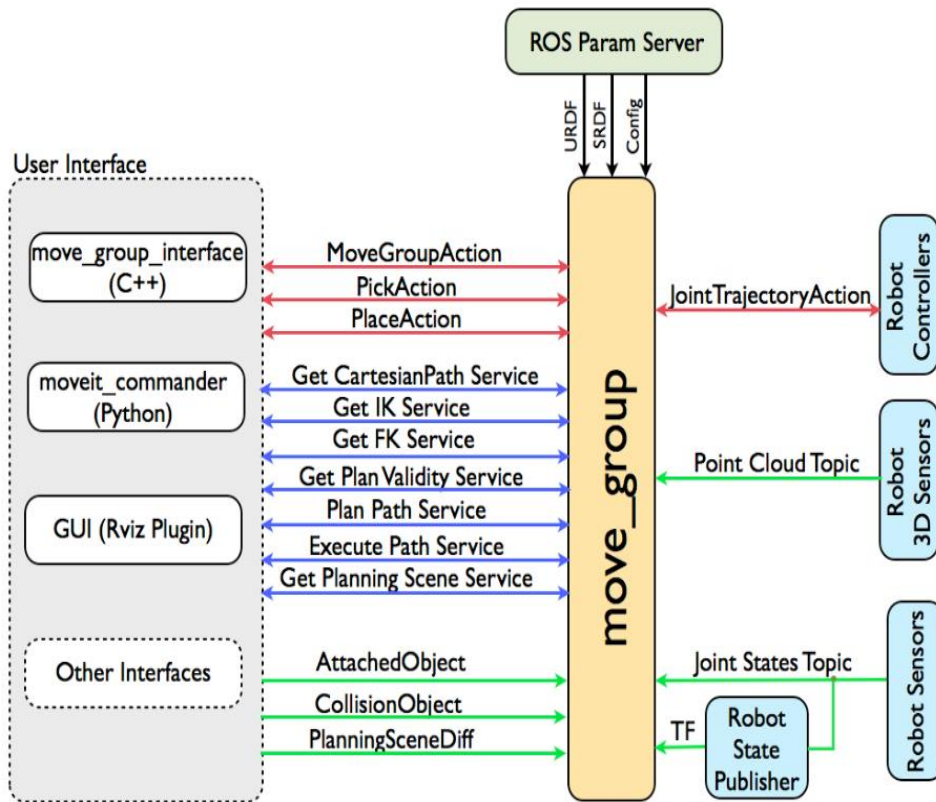 ROS Param Server
URDF
SRDF
Config
User Interface
move_group_interface
(C++)
moveit_commander
(Python)
GUI (Rviz Plugin)
Other Interfaces
MoveGroupAction
PickAction
PlaceAction
Get CartesianPath Service
Get IK Service
Get FK Service
Get Plan Validity Service
Plan Path Service
Execute Path Service
Get Planning Scene Service
AttachedObject
CollisionObject
PlanningSceneDiff
move_group
JointTrajectoryAction
Robot
Controllers
Point Cloud Topic
Robot
3D Sensors
Joint States Topic
TF
Robot
State
Publisher
Robot Sensors